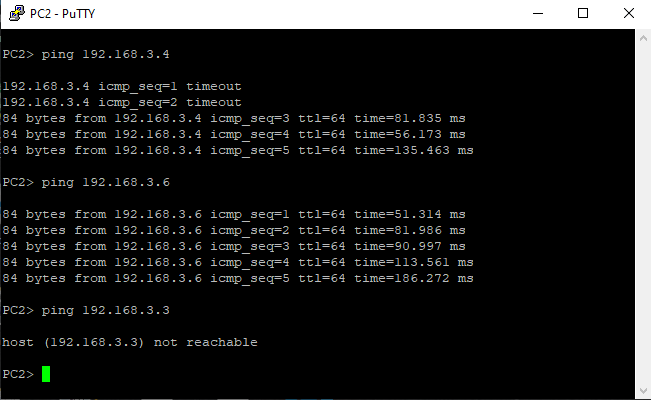 PC2 - PuTTY
PC2> ping 192.168.3.4
192.168.3.4 icmp_seq=1 timeout
192.168.3.4 icmp_seq=2 timeout
84 bytes from 192.168.3.4 icmp_seq=3 ttl=64 time=81.835 ms
84 bytes from 192.168.3.4 icmp_seq=4 ttl=64 time=56.173 ms
84 bytes from 192.168.3.4 icmp_seq=5 ttl=64 time=135.463 ms
PC2> ping 192.168.3.6
84 bytes from 192.168.3.6 icmp_seq=1 ttl=64 time=51.314 ms
84 bytes from 192.168.3.6 icmp_seq=2 ttl=64 time=81.986 ms
84 bytes from 192.168.3.6 icmp_seq=3 ttl=64 time=90.997 ms
84 bytes from 192.168.3.6 icmp_seq=4 ttl=64 time=113.561 ms
84 bytes from 192.168.3.6 icmp_seq=5 ttl=64 time=186.272 ms
PC2> ping 192.168.3.3
host (192.168.3.3) not reachable
PC2>